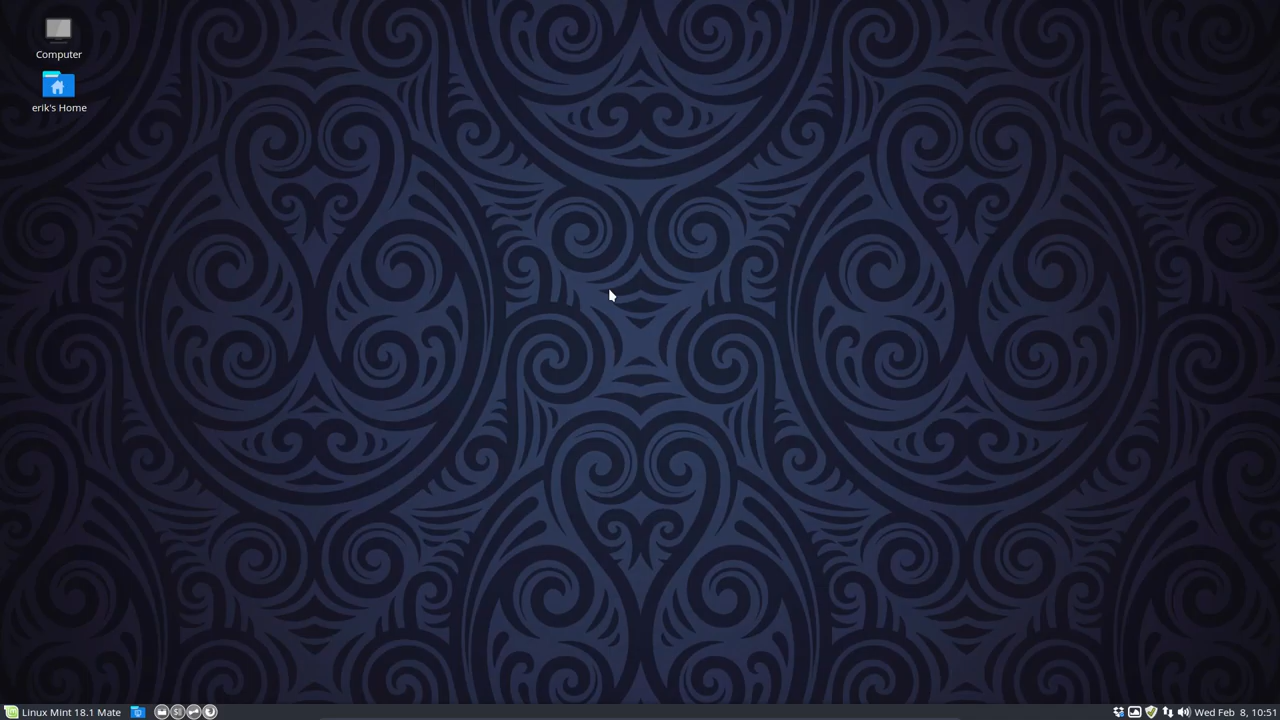 Computer
erik's Home
Linux Mint 18.1 Mate
Wed Feb  8, 10:51